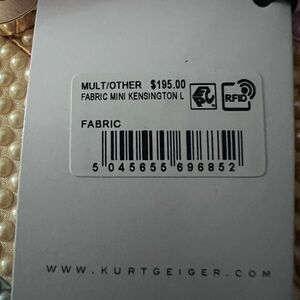 MULT/OTHER $195.00
FABRIC MINI KENSINGTON L
RFID
FABRIC
5 045655 696852
WWW.KURTGEIGER.COM